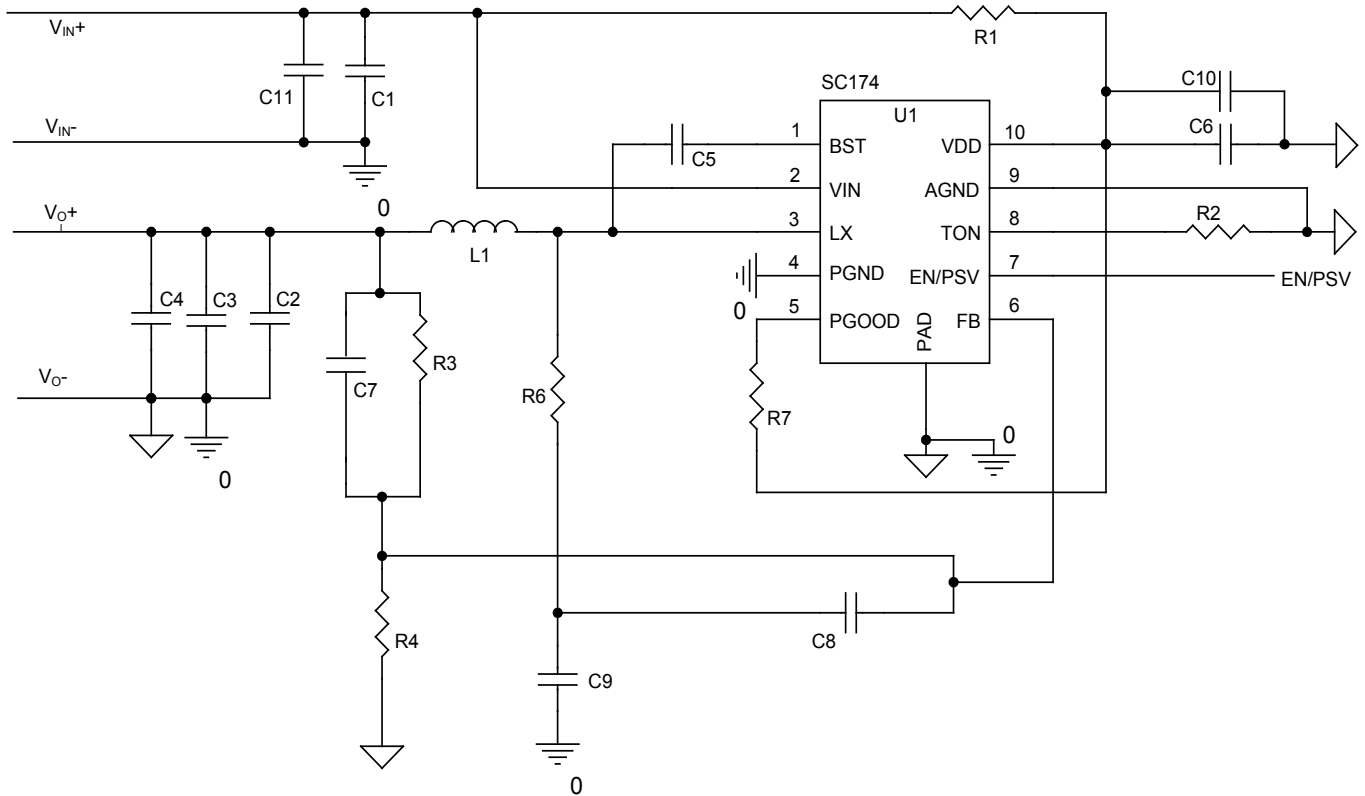 VIN+
R1
C11
C1
SC174
C10
U1
VIN-
C6
1
BST
VDD
10
C5
2
VIN
AGND
9
0
VO+
R2
3
LX
TON
8
L1
4
PGND
EN/PSV
7
EN/PSV
C4
C3
C2
0
5
PGOOD
PAD
FB
6
R3
C7
VO-
R6
R7
0
0
C8
R4
C9
0